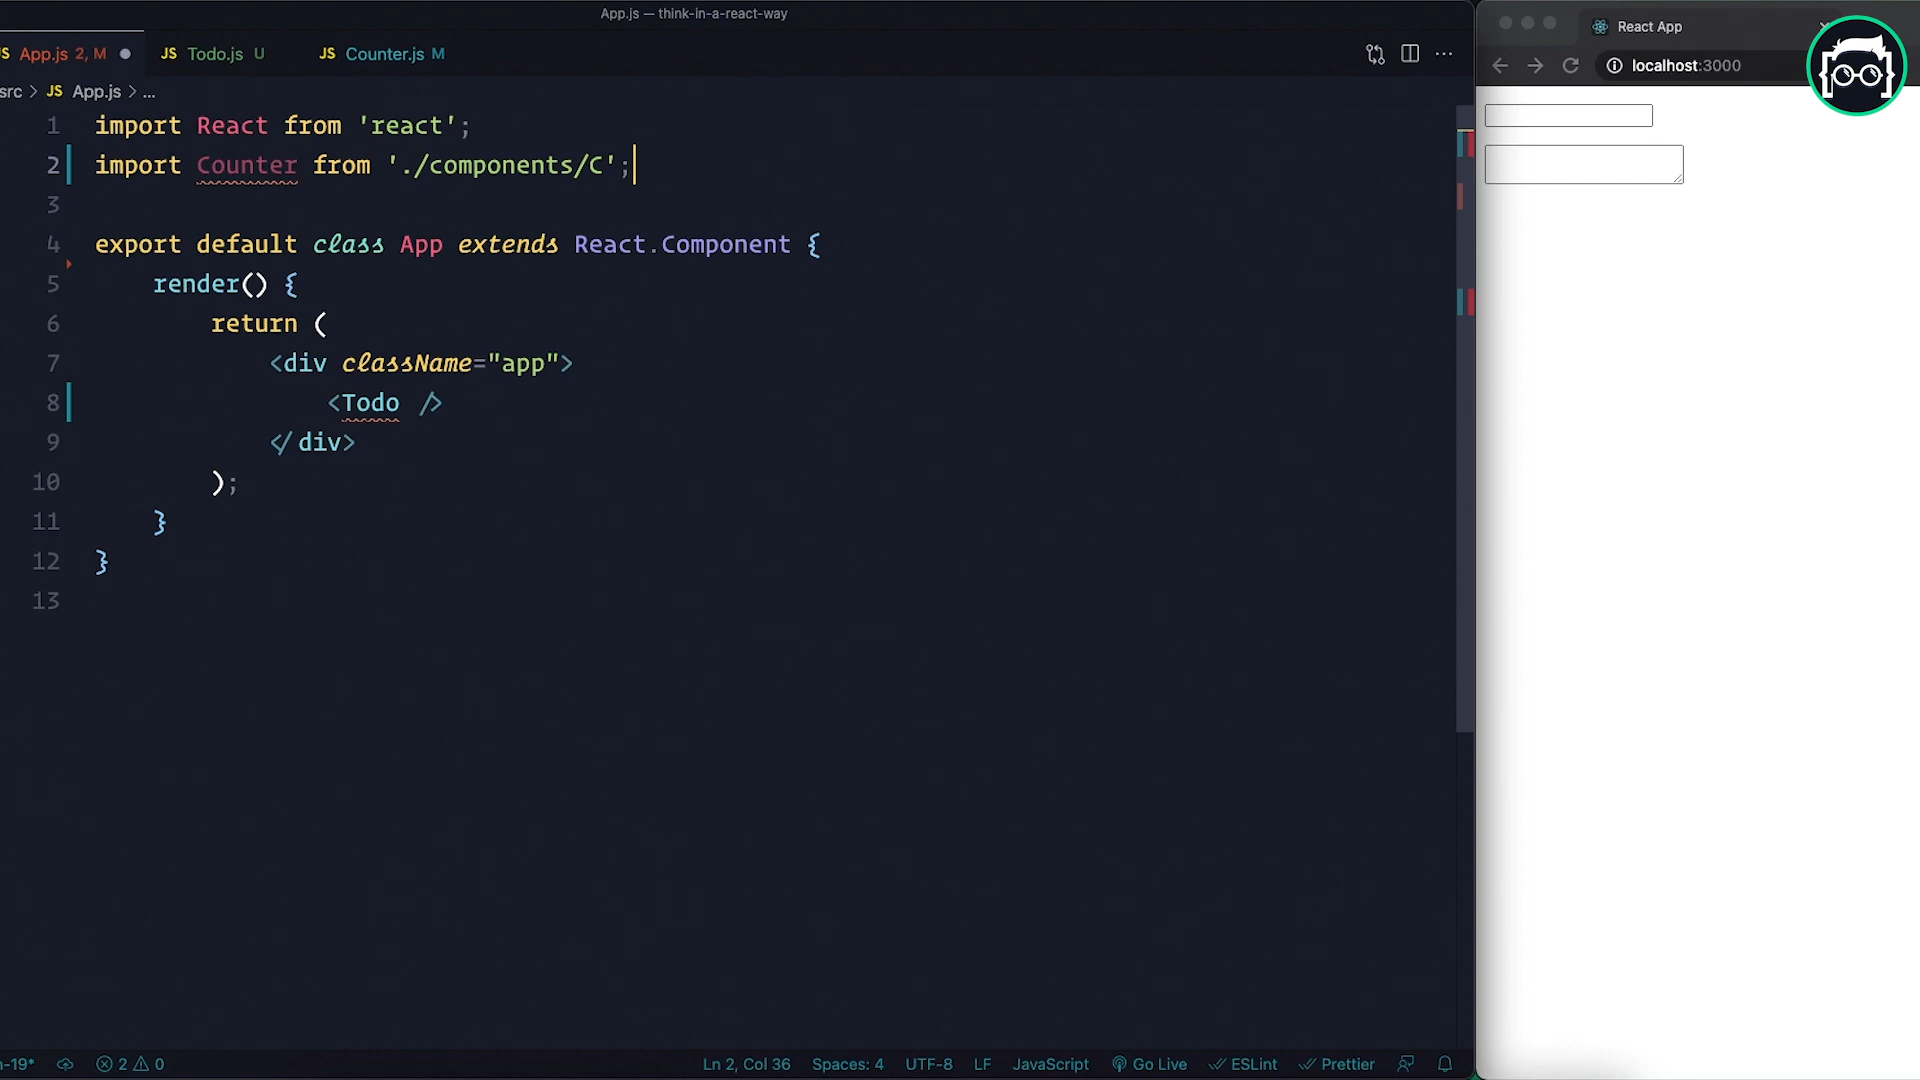 App.js — think-in-a-react-way
JS App.js 2, M JS Todo.js U JS Counter.js M
src > JS App.js > ...
1 import React from 'react';
2 import Counter from './components/C';
3
4 export default class App extends React.Component {
5 render() {
6 return (
7 <div className="app">
8 <Todo />
9 </div>
10 );
11 }
12 }
13
-19* 2 0 Ln 2, Col 36 Spaces: 4 UTF-8 LF JavaScript Go Live ESLint Prettier
React App
localhost:3000